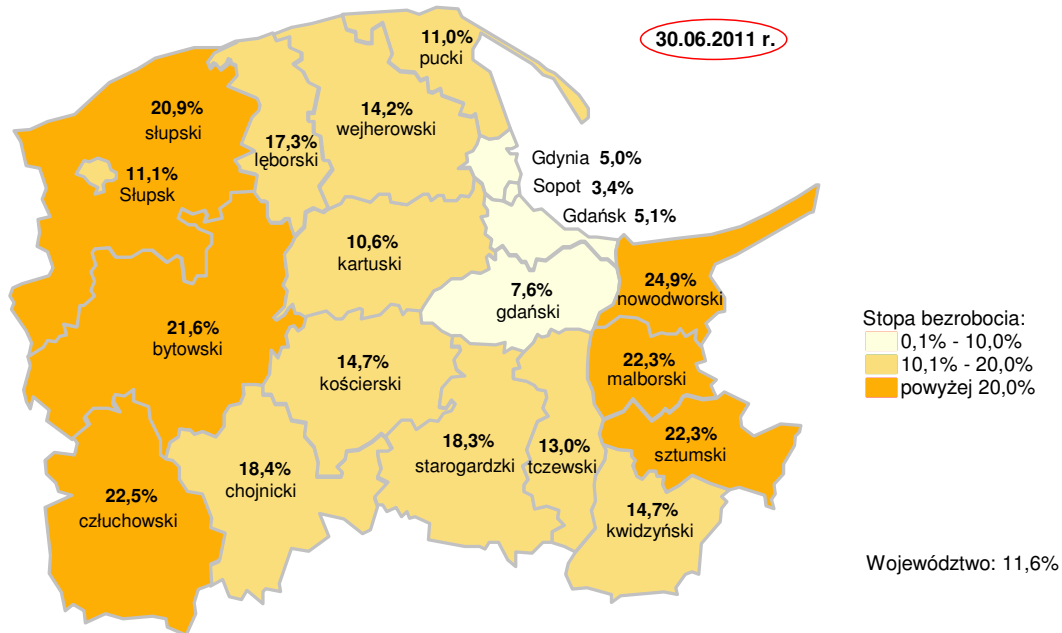 30.06.2011 r.
11,0%
pucki
20,9%
słupski
14,2%
wejherowski
17,3%
lęborski
11,1%
Słupsk
Gdynia 5,0%
Sopot 3,4%
Gdańsk 5,1%
10,6%
kartuski
7,6%
gdański
24,9%
nowodworski
21,6%
bytowski
14,7%
kościerski
22,3%
malborski
22,3%
sztumski
18,3%
starogardzki
13,0%
tczewski
18,4%
chojnicki
22,5%
człuchowski
14,7%
kwidzyński
Stopa bezrobocia:
0,1% - 10,0%
10,1% - 20,0%
powyżej 20,0%
Województwo: 11,6%